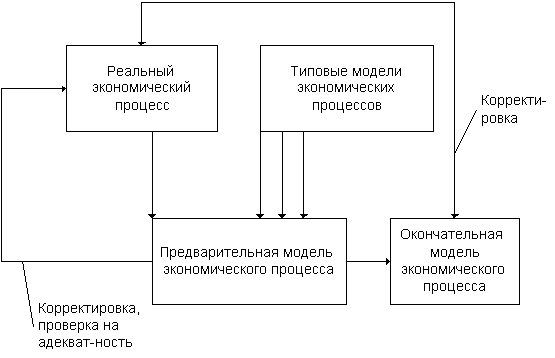 Реальный
экономический
процесс
Типовые модели
экономических
процессов
Корректи-
ровка
Предварительная модель
экономического процесса
Окончательная
модель
экономического
процесса
Корректировка,
проверка на
адекват-ность